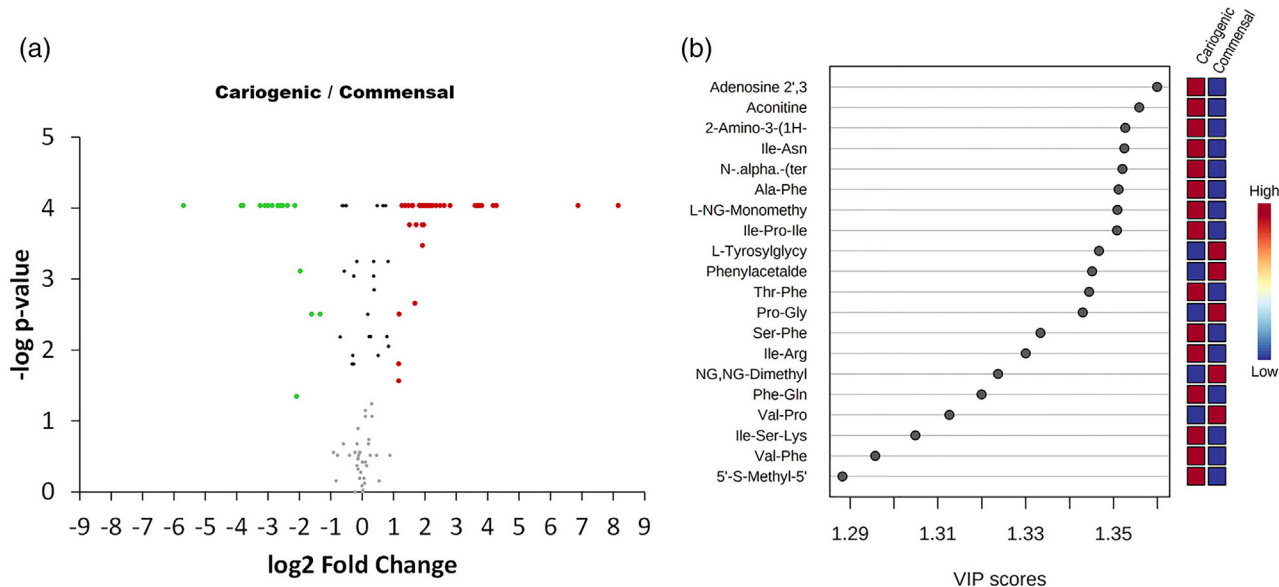 (a)
Cariogenic / Commensal
5
4
3
2
1
0
-log p-value
-9 -8 -7 -6 -5 -4 -3 -2 -1 0 1 2 3 4 5 6 7 8 9
log2 Fold Change
(b)
Cariogenic
Commensal
Adenosine 2',3
Aconitine
2-Amino-3-(1H-
Ile-Asn
N-.alpha.-(ter
Ala-Phe
L-NG-Monomethy
Ile-Pro-Ile
L-Tyrosylglycy
Phenylacetalde
Thr-Phe
Pro-Gly
Ser-Phe
Ile-Arg
NG,NG-Dimethyl
Phe-Gln
Val-Pro
Ile-Ser-Lys
Val-Phe
5'-S-Methyl-5'
1.29 1.31 1.33 1.35
VIP scores
High
Low